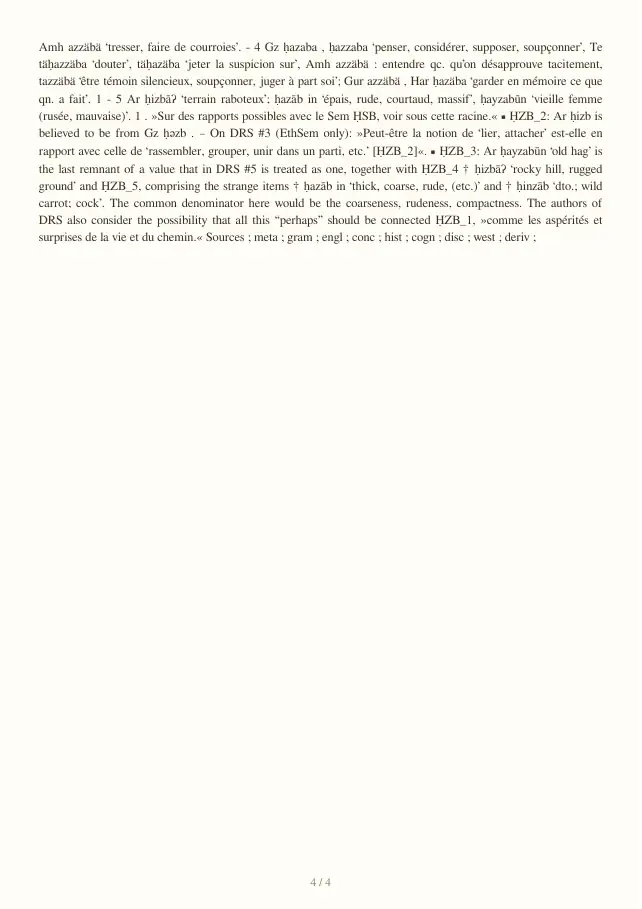 Amh azzäbä ‘tresser, faire de courroies’. - 4 Gz ḥazaba , ḥazzaba ‘penser, considérer, supposer, soupçonner’, Te
täḥazzäba ‘douter’, täḥazäba ‘jeter la suspicion sur’, Amh azzäbä : entendre qc. qu’on désapprouve tacitement,
tazzäbä ‘être témoin silencieux, soupçonner, juger à part soi’; Gur azzäbä , Har ḥazäba ‘garden en mémoire ce que
qn. a fait’. 1 - 5 Ar ḥizbāʔ ‘terrain raboteux’; ḥazāb in ‘épais, rude, courtaud, massif’, ḥayzabūn ‘vieille femme
(rusée, mauvaise)’. 1 . »Sur des rapports possibles avec le Sem ḤSB, voir sous cette racine.« ▪ ḤZB_2: Ar ḥizb is
believed to be from Gz ḥəzb . – On DRS #3 (EthSem only): »Peut-être la notion de ‘lier, attacher’ est-elle en
rapport avec celle de ‘rassembler, grouper, unir dans un parti, etc.’ [ḤZB_2]«. ▪ ḤZB_3: Ar ḥayzabūn ‘old hag’ is
the last remnant of a value that in DRS #5 is treated as one, together with ḤZB_4 † ḥizbāʔ ‘rocky hill, rugged
ground’ and ḤZB_5, comprising the strange items † ḥazāb in ‘thick, coarse, rude, (etc.)’ and † ḥinzāb ‘dto.; wild
carrot; cock’. The common denominator here would be the coarseness, rudeness, compactness. The authors of
DRS also consider the possibility that all this “perhaps” should be connected ḤZB_1, »comme les aspérités et
surprises de la vie et du chemin.« Sources ; meta ; gram ; engl ; conc ; hist ; cogn ; disc ; west ; deriv ;
4 / 4